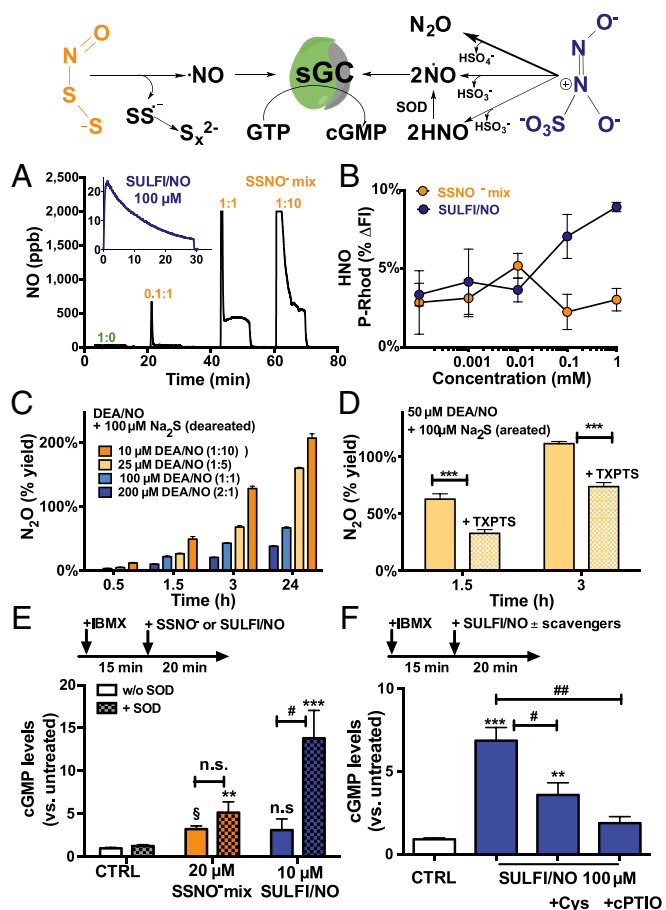 N
O
S
S
−
·NO
SS·−
Sx2-
sGC
GTP
cGMP
N2O
2NO
SOD
2HNO
HSO4-
HSO3-
HSO3-
O-
N
N
+
-O3S
O-
A
2,500
2,000
1,500
1,000
500
0
NO (ppb)
SULFI/NO
100 µM
20
10
0
0 10 20 30
SSNO- mix
1:0
0.1:1
1:1
1:10
0 20 40 60 80
Time (min)
B
10%
5%
0%
HNO
P-Rhod (% ΔFI)
SSNO- mix
SULFI/NO
0.001 0.01 0.1 1
Concentration (mM)
C
DEA/NO
+ 100µM Na2S (deareated)
10 µM DEA/NO (1:10) )
25 µM DEA/NO (1:5)
100 µM DEA/NO (1:1)
200 µM DEA/NO (2:1)
200%
100%
0%
N2O (% yield)
0.5 1.5 3 24
Time (h)
D
50µM DEA/NO
+ 100µM Na2S (areated)
***
***
+ TXPTS
+ TXPTS
100%
50%
0%
N2O (% yield)
1.5 3
Time (h)
E
+IBMX + SSNO- or SULFI/NO
15 min 20 min
w/o SOD
+ SOD
20
15
10
5
0
cGMP levels
(vs. untreated)
n.s.
§
**
#
n.s
***
CTRL
20 µM
SSNO-mix
10 µM
SULFI/NO
F
+IBMX + SULFI/NO ± scavengers
15 min 20 min
10
8
6
4
2
0
cGMP levels
(vs. untreated)
##
#
***
**
CTRL
SULFI/NO 100µM
+Cys +cPTIO